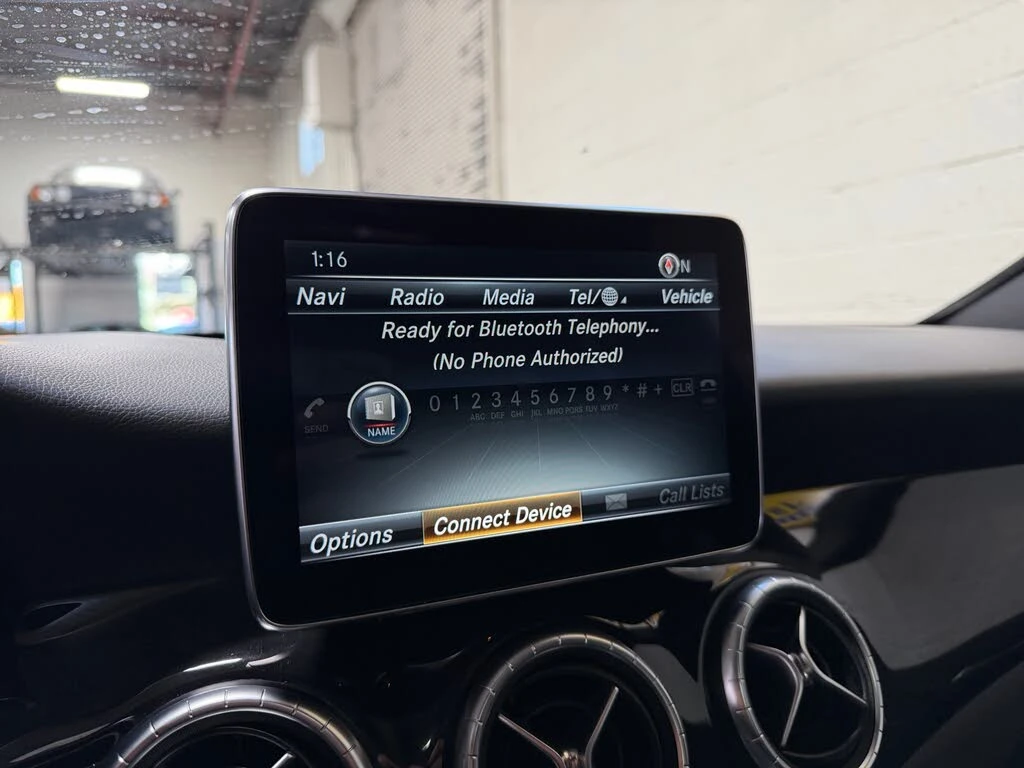 1:16 N
Navi Radio Media Tel/ Vehicle
Ready for Bluetooth Telephony...
(No Phone Authorized)
SEND NAME 0 1 2 3 4 5 6 7 8 9 * # + CLR
ABC DEF GHI JKL MNO PQRS TUV WXYZ
Options Connect Device Call Lists